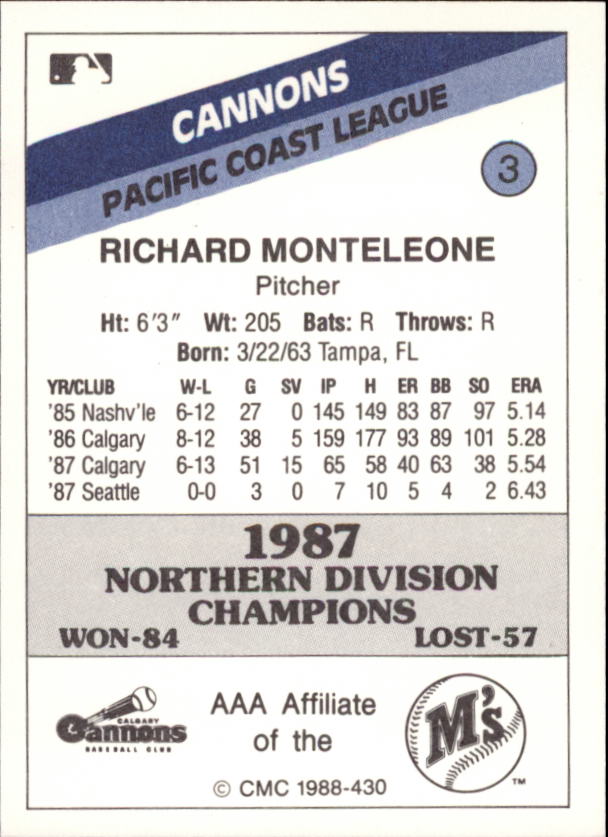 CANNONS
PACIFIC COAST LEAGUE
3
RICHARD MONTELEONE
Pitcher
Ht: 6'3" Wt: 205 Bats: R Throws: R
Born: 3/22/63 Tampa, FL
YR/CLUB W-L G SV IP H ER BB SO ERA
'85 Nashv'le 6-12 27 0 145 149 83 87 97 5.14
'86 Calgary 8-12 38 5 159 177 93 89 101 5.28
'87 Calgary 6-13 51 15 65 58 40 63 38 5.54
'87 Seattle 0-0 3 0 7 10 5 4 2 6.43
1987
NORTHERN DIVISION
CHAMPIONS
WON-84 LOST-57
CALGARY
Cannons
BASEBALL CLUB
AAA Affiliate
of the
M's
TM
© CMC 1988-430